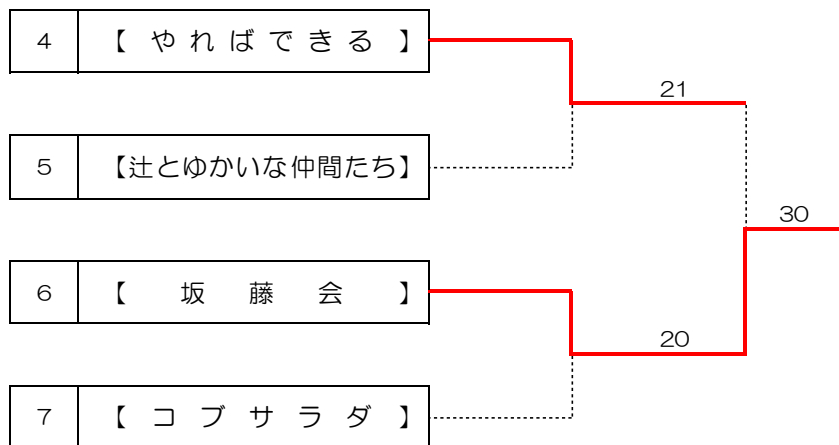 4 【やればできる】
21
5 【辻とゆかいな仲間たち】
30
6 【坂藤会】
20
7 【コブサラダ】